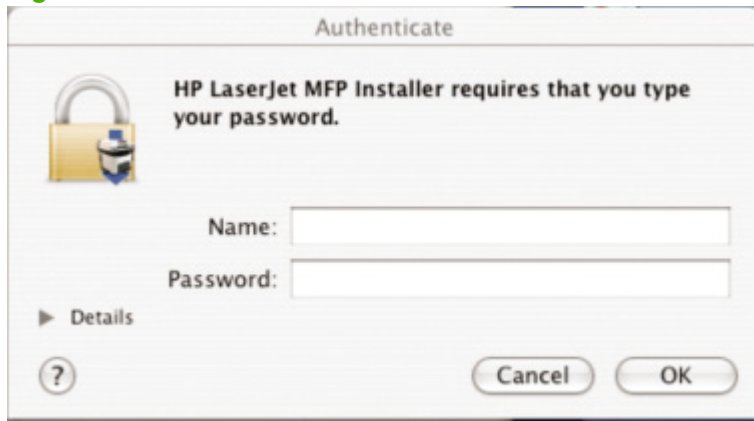 Authenticate
HP LaserJet MFP Installer requires that you type
your password.
Name:
Password:
Details
?
Cancel
OK